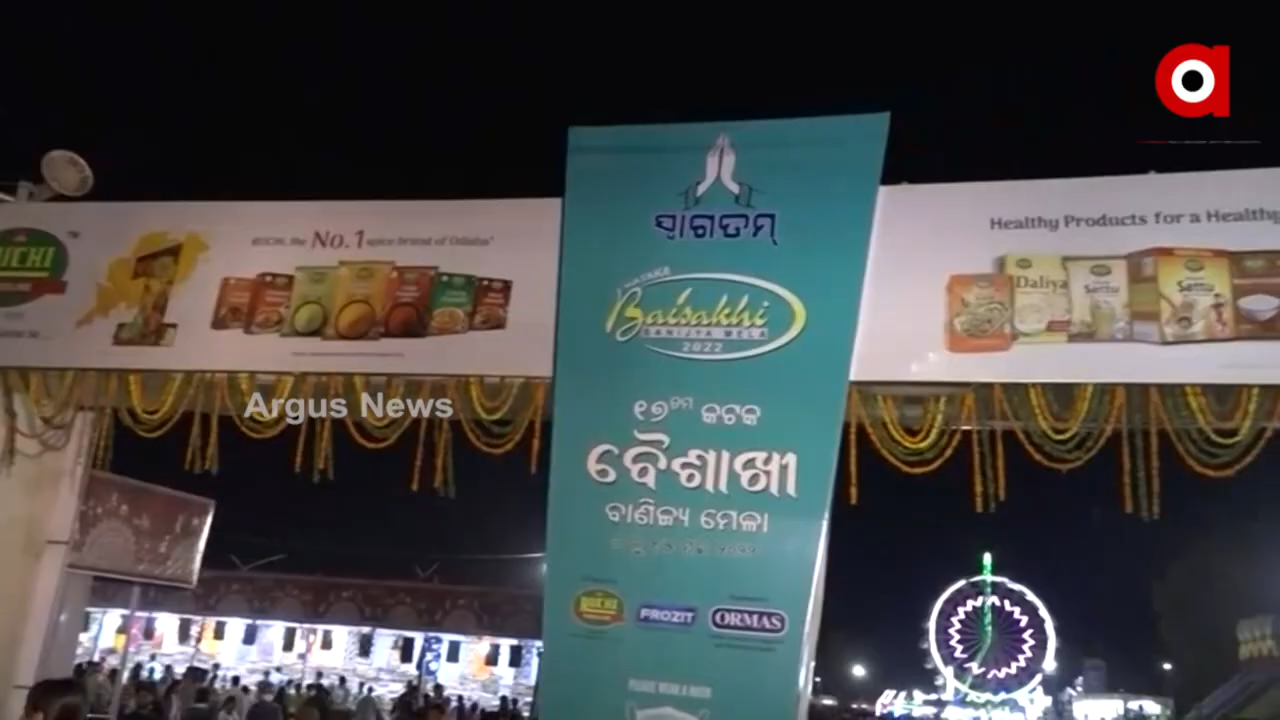 RUCHI, the No.1 spice brand of Odisha*
Healthy Products for a Healthy
Daliya
Sattu
Sattu
ସ୍ୱାଗତମ୍
Baisakhi
BANIJYA MELA
2022
Argus News
୧୭ତମ କଟକ
ବୈଶାଖୀ
ବାଣିଜ୍ୟ ମେଳା
RUCHI
FROZIT
ORMAS
PLEASE WEAR A MASK